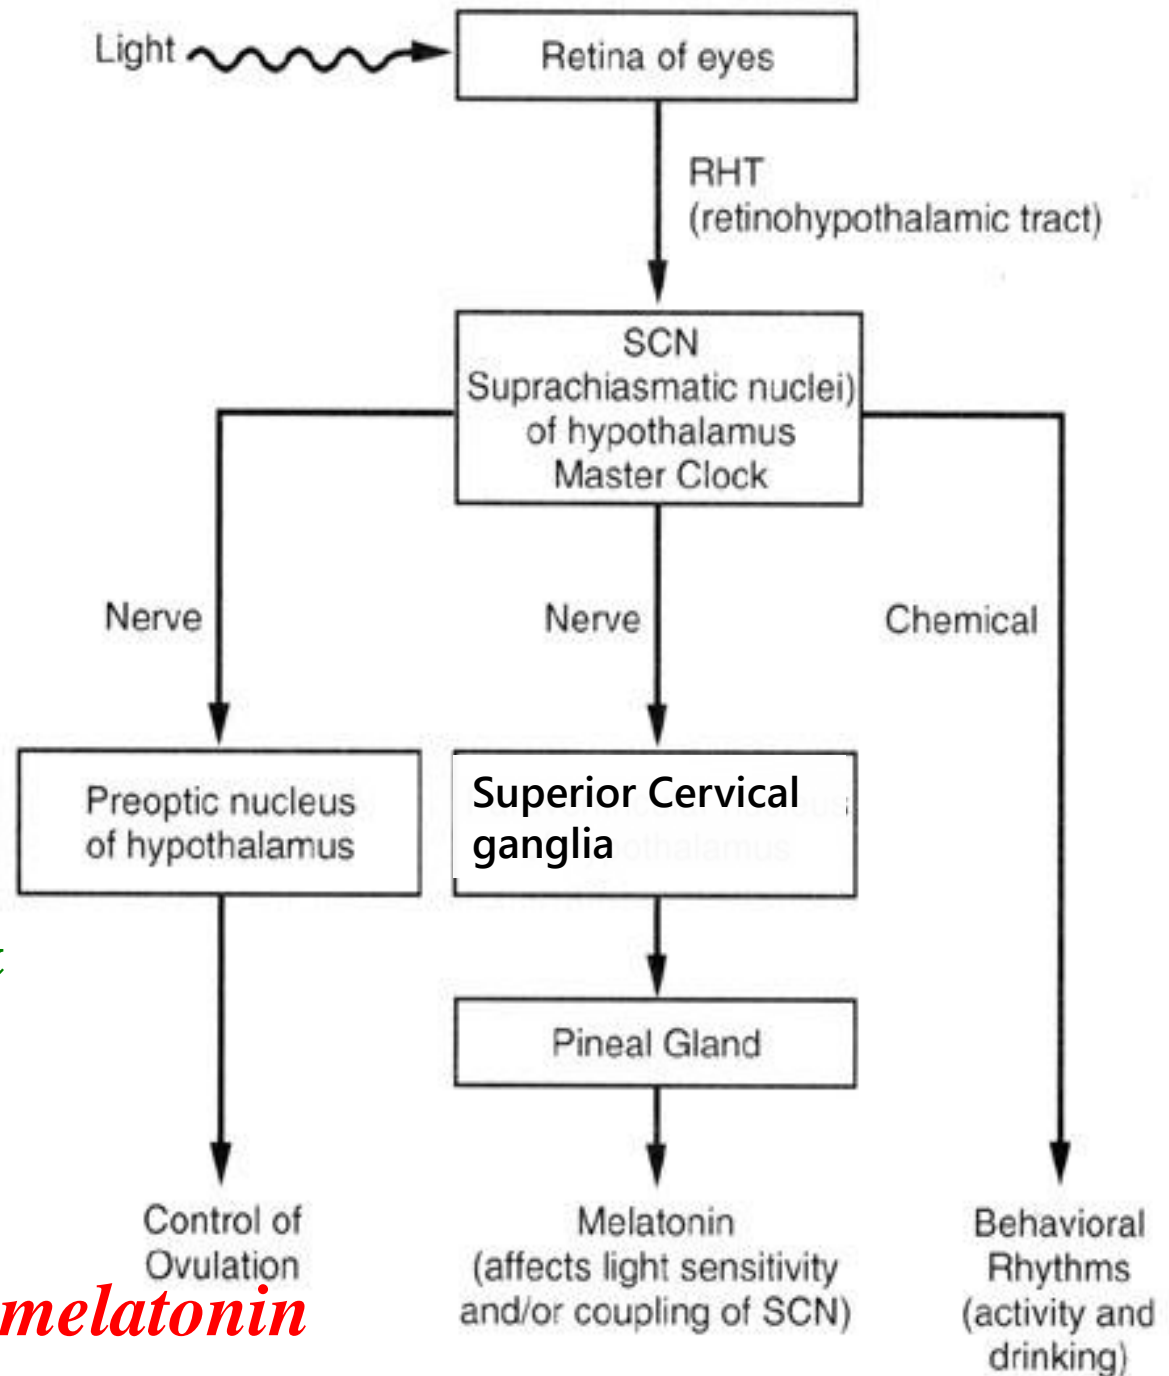 Light
Retina of eyes
RHT
(retinohypothalamic tract)
SCN
Suprachiasmatic nuclei)
of hypothalamus
Master Clock
Nerve
Nerve
Chemical
Preoptic nucleus
of hypothalamus
Superior Cervical
ganglia
Pineal Gland
Control of
Ovulation
melatonin
Melatonin
(affects light sensitivity
and/or coupling of SCN)
Behavioral
Rhythms
(activity and
drinking)